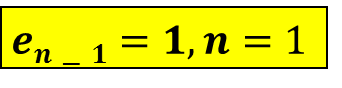 e_{n _ 1} = 1, n = 1